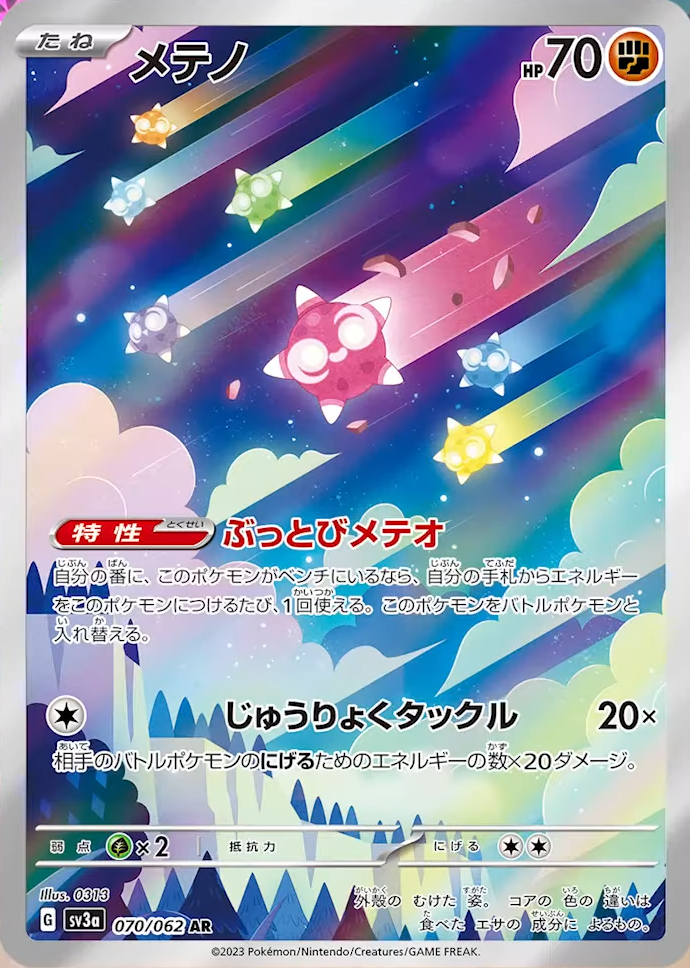 たね メテノ HP70
特性 とくせい ぶっとびメテオ
自分の番に、このポケモンがベンチにいるなら、自分の手札からエネルギー
をこのポケモンにつけるたび、1回使える。このポケモンをバトルポケモンと
入れ替える。
じゅうりょくタックル 20×
相手のバトルポケモンのにげるためのエネルギーの数×20ダメージ。
弱点 ×2 抵抗力 にげる
Illus. 0313
外殻の むけた 姿。 コアの 色の 違いは
G sv3a 070/062 AR
食べた エサの 成分に よるもの。
©2023 Pokémon/Nintendo/Creatures/GAME FREAK.